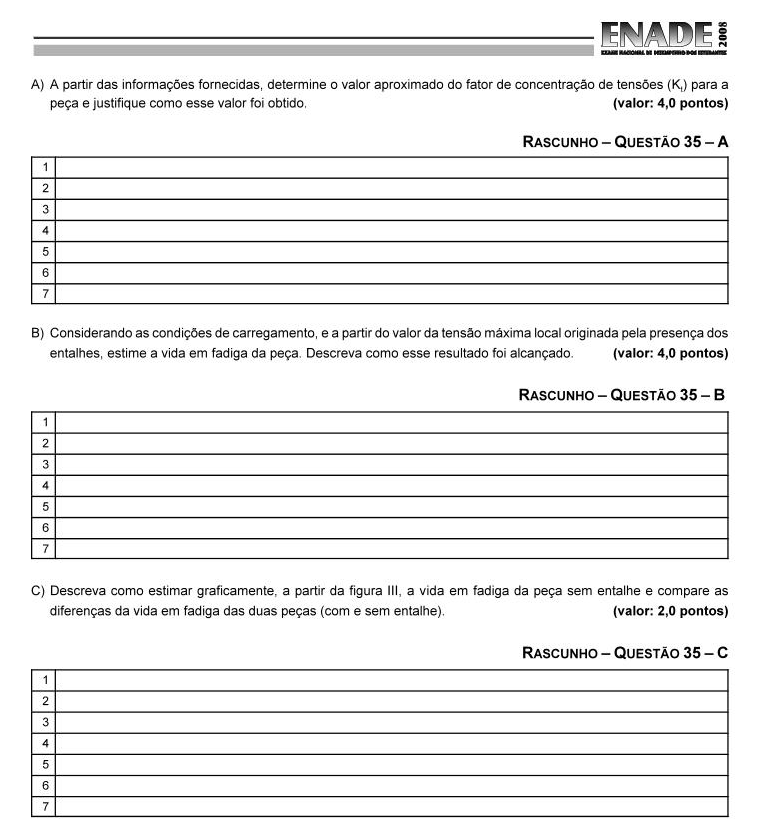 ENADE 2008
EXAME NACIONAL DE DESEMPENHO DOS ESTUDANTES
A) A partir das informações fornecidas, determine o valor aproximado do fator de concentração de tensões (Kt) para a
peça e justifique como esse valor foi obtido. (valor: 4,0 pontos)
RASCUNHO – QUESTÃO 35 – A
1
2
3
4
5
6
7
B) Considerando as condições de carregamento, e a partir do valor da tensão máxima local originada pela presença dos
entalhes, estime a vida em fadiga da peça. Descreva como esse resultado foi alcançado. (valor: 4,0 pontos)
RASCUNHO – QUESTÃO 35 – B
1
2
3
4
5
6
7
C) Descreva como estimar graficamente, a partir da figura III, a vida em fadiga da peça sem entalhe e compare as
diferenças da vida em fadiga das duas peças (com e sem entalhe). (valor: 2,0 pontos)
RASCUNHO – QUESTÃO 35 – C
1
2
3
4
5
6
7